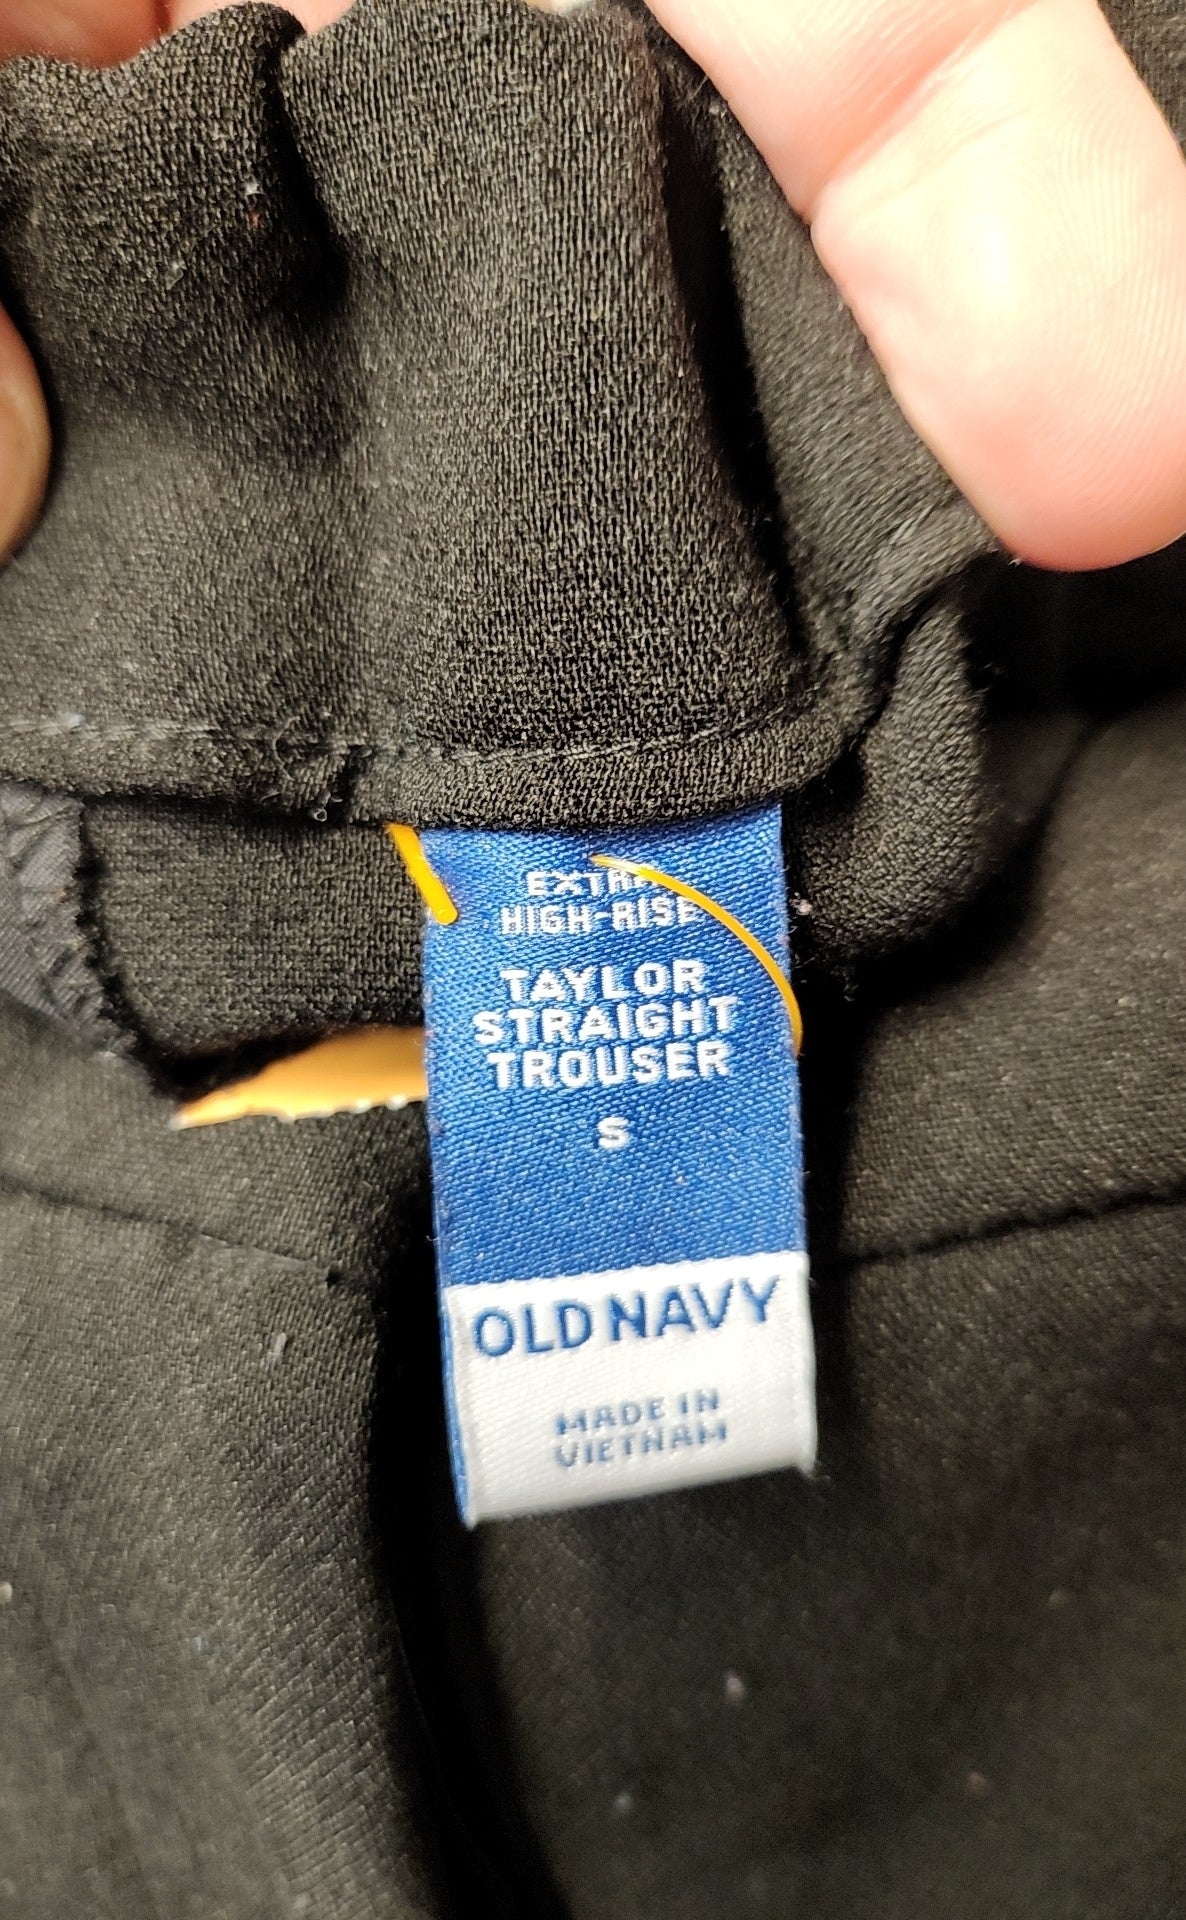 EXTRA
HIGH-RISE
TAYLOR
STRAIGHT
TROUSER
S
OLD NAVY
MADE IN
VIETNAM